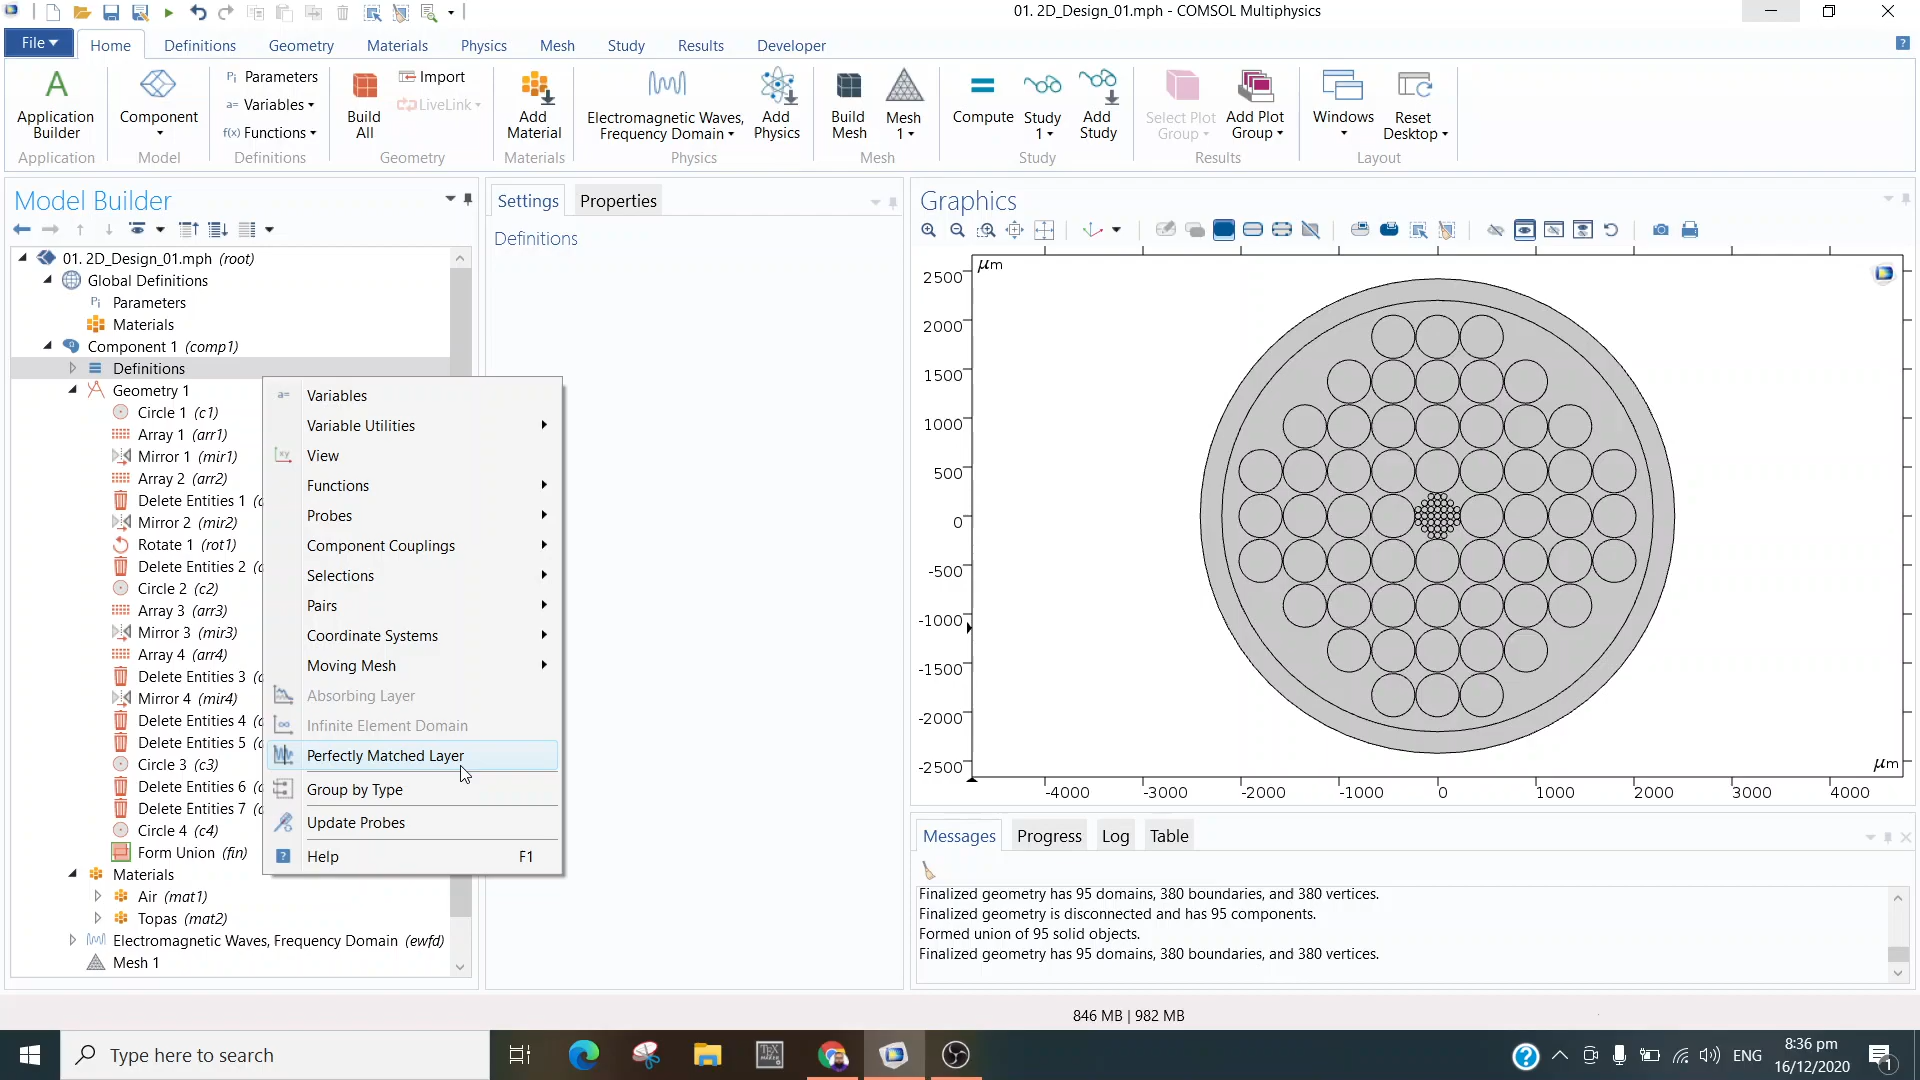 01. 2D_Design_01.mph - COMSOL Multiphysics
File
Home
Definitions
Geometry
Materials
Physics
Mesh
Study
Results
Developer
Application Builder
Component
Pi Parameters
a= Variables
f(x) Functions
Build All
Import
LiveLink
Add Material
Electromagnetic Waves, Frequency Domain
Add Physics
Build Mesh
Mesh 1
Compute
Study 1
Add Study
Select Plot Group
Add Plot Group
Windows
Reset Desktop
Application
Model
Definitions
Geometry
Materials
Physics
Mesh
Study
Results
Layout
Model Builder
01. 2D_Design_01.mph (root)
Global Definitions
Pi Parameters
Materials
Component 1 (comp1)
Definitions
Geometry 1
Circle 1 (c1)
Array 1 (arr1)
Mirror 1 (mir1)
Array 2 (arr2)
Delete Entities 1 (
Mirror 2 (mir2)
Rotate 1 (rot1)
Delete Entities 2 (
Circle 2 (c2)
Array 3 (arr3)
Mirror 3 (mir3)
Array 4 (arr4)
Delete Entities 3 (
Mirror 4 (mir4)
Delete Entities 4 (
Delete Entities 5 (
Circle 3 (c3)
Delete Entities 6 (
Delete Entities 7 (
Circle 4 (c4)
Form Union (fin)
Materials
Air (mat1)
Topas (mat2)
Electromagnetic Waves, Frequency Domain (ewfd)
Mesh 1
a= Variables
Variable Utilities
xy View
Functions
Probes
Component Couplings
Selections
Pairs
Coordinate Systems
Moving Mesh
Absorbing Layer
∞ Infinite Element Domain
Perfectly Matched Layer
Group by Type
Update Probes
? Help F1
Settings
Properties
Definitions
Graphics
μm
2500
2000
1500
1000
500
0
-500
-1000
-1500
-2000
-2500
μm
-4000
-3000
-2000
-1000
0
1000
2000
3000
4000
Messages
Progress
Log
Table
Finalized geometry has 95 domains, 380 boundaries, and 380 vertices.
Finalized geometry is disconnected and has 95 components.
Formed union of 95 solid objects.
Finalized geometry has 95 domains, 380 boundaries, and 380 vertices.
846 MB | 982 MB
Type here to search
TEX MAKER
ENG
8:36 pm
16/12/2020
1